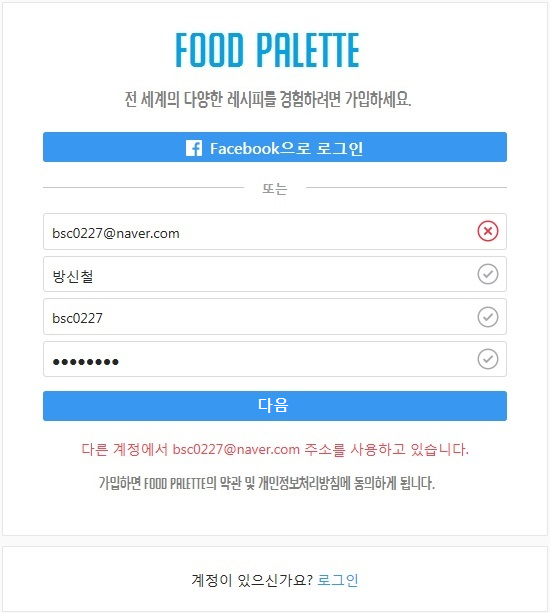 FOOD PALETTE
전 세계의 다양한 레시피를 경험하려면 가입하세요.
Facebook으로 로그인
또는
bsc0227@naver.com
방신철
bsc0227
●●●●●●●●
다음
다른 계정에서 bsc0227@naver.com 주소를 사용하고 있습니다.
가입하면 FOOD PALETTE의 약관 및 개인정보처리방침에 동의하게 됩니다.
계정이 있으신가요? 로그인